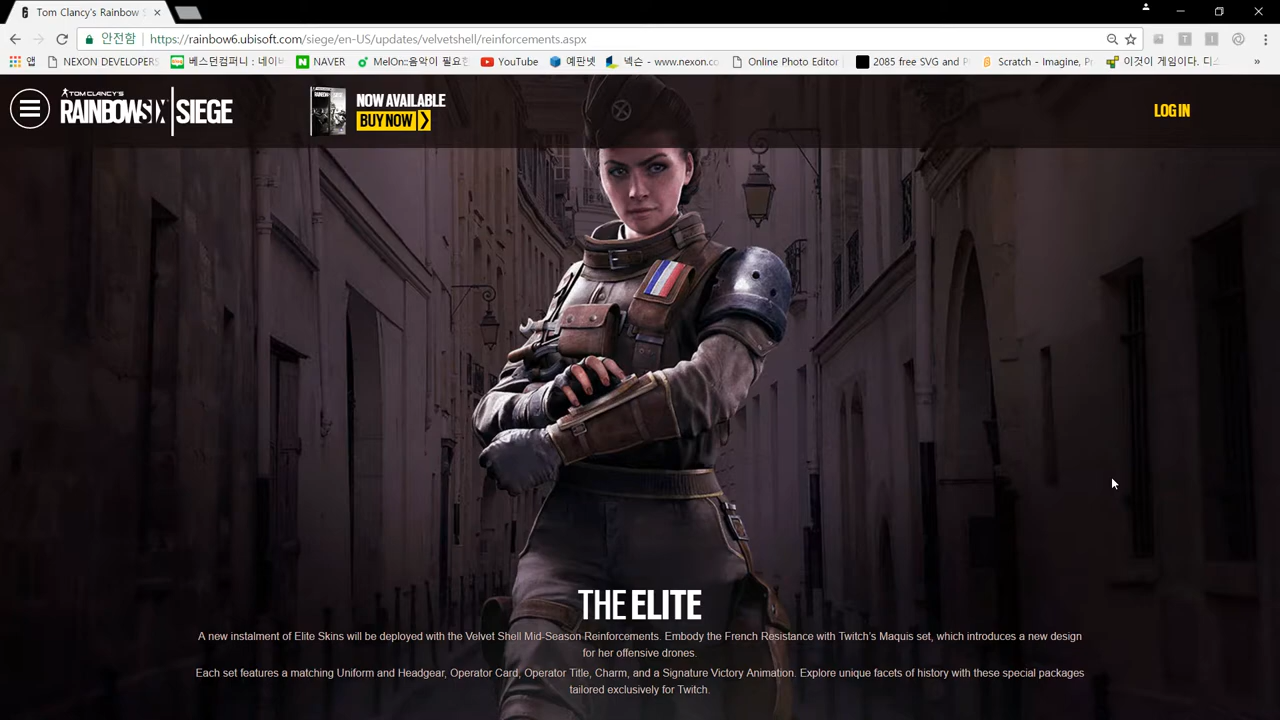 Tom Clancy's Rainbow S
안전함
https://rainbow6.ubisoft.com/siege/en-US/updates/velvetshell/reinforcements.aspx
앱 NEXON DEVELOPERS 베스던컴퍼니 : 네이버 NAVER MelOn::음악이 필요한 YouTube 예판넷 넥슨 - www.nexon.co Online Photo Editor 2085 free SVG and P Scratch - Imagine, P 이것이 게임이다. 디스 »
TOM CLANCY'S
RAINBOWSIX SIEGE
NOW AVAILABLE
BUY NOW
LOG IN
THE ELITE
A new instalment of Elite Skins will be deployed with the Velvet Shell Mid-Season Reinforcements. Embody the French Resistance with Twitch's Maquis set, which introduces a new design
for her offensive drones.
Each set features a matching Uniform and Headgear, Operator Card, Operator Title, Charm, and a Signature Victory Animation. Explore unique facets of history with these special packages
tailored exclusively for Twitch.